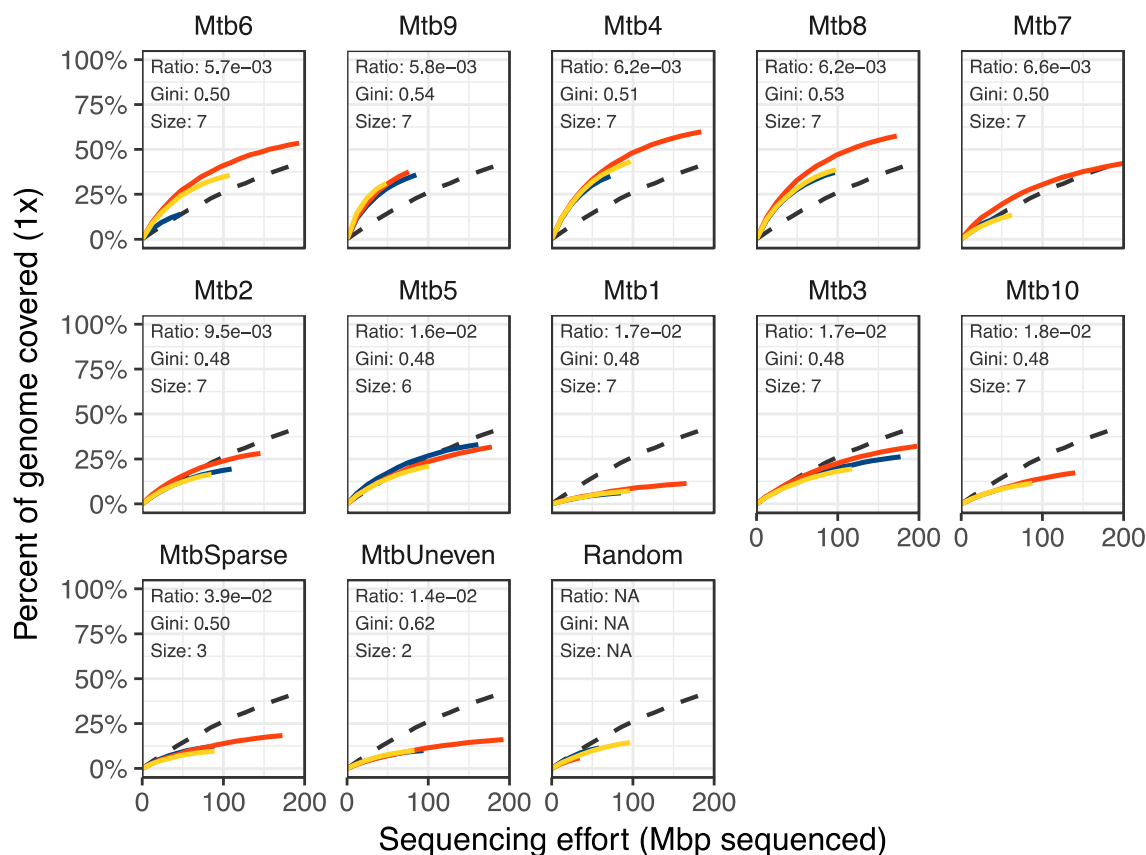 Mtb6 Mtb9 Mtb4 Mtb8 Mtb7
100% Ratio: 5.7e−03 Ratio: 5.8e−03 Ratio: 6.2e−03 Ratio: 6.2e−03 Ratio: 6.6e−03
75% Gini: 0.50 Gini: 0.54 Gini: 0.51 Gini: 0.53 Gini: 0.50
Size: 7 Size: 7 Size: 7 Size: 7 Size: 7
50%
25%
0%
Mtb2 Mtb5 Mtb1 Mtb3 Mtb10
100% Ratio: 9.5e−03 Ratio: 1.6e−02 Ratio: 1.7e−02 Ratio: 1.7e−02 Ratio: 1.8e−02
75% Gini: 0.48 Gini: 0.48 Gini: 0.48 Gini: 0.48 Gini: 0.48
Size: 7 Size: 6 Size: 7 Size: 7 Size: 7
50%
25%
0%
0 100 200 0 100 200
MtbSparse MtbUneven Random
100% Ratio: 3.9e−02 Ratio: 1.4e−02 Ratio: NA
75% Gini: 0.50 Gini: 0.62 Gini: NA
Size: 3 Size: 2 Size: NA
50%
25%
0%
0 100 200 0 100 200 0 100 200
Percent of genome covered (1x)
Sequencing effort (Mbp sequenced)